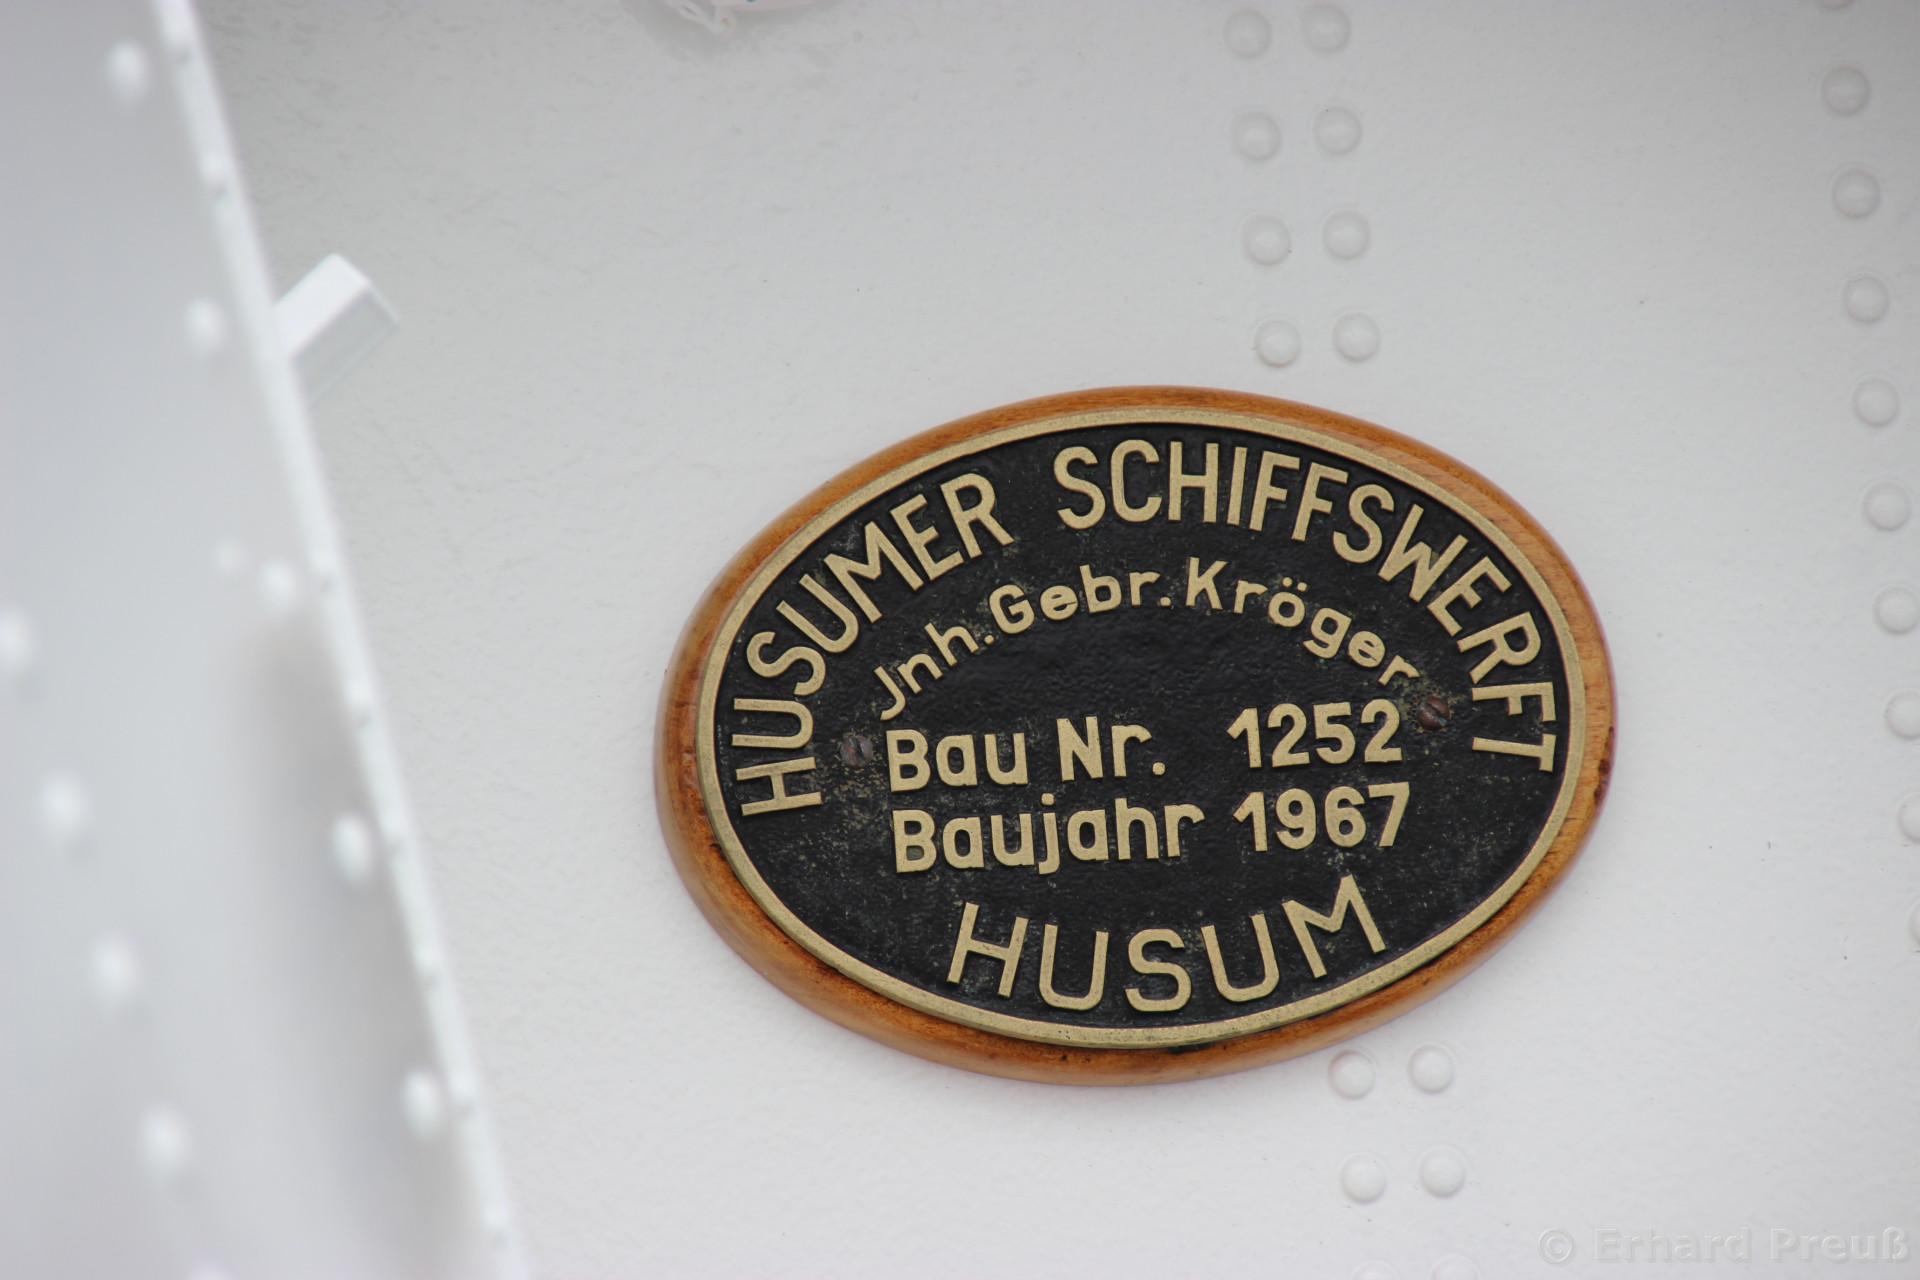 HUSUMER SCHIFFSWERFT
Jnh. Gebr. Kröger
Bau Nr. 1252
Baujahr 1967
HUSUM
© Erhard Preuß